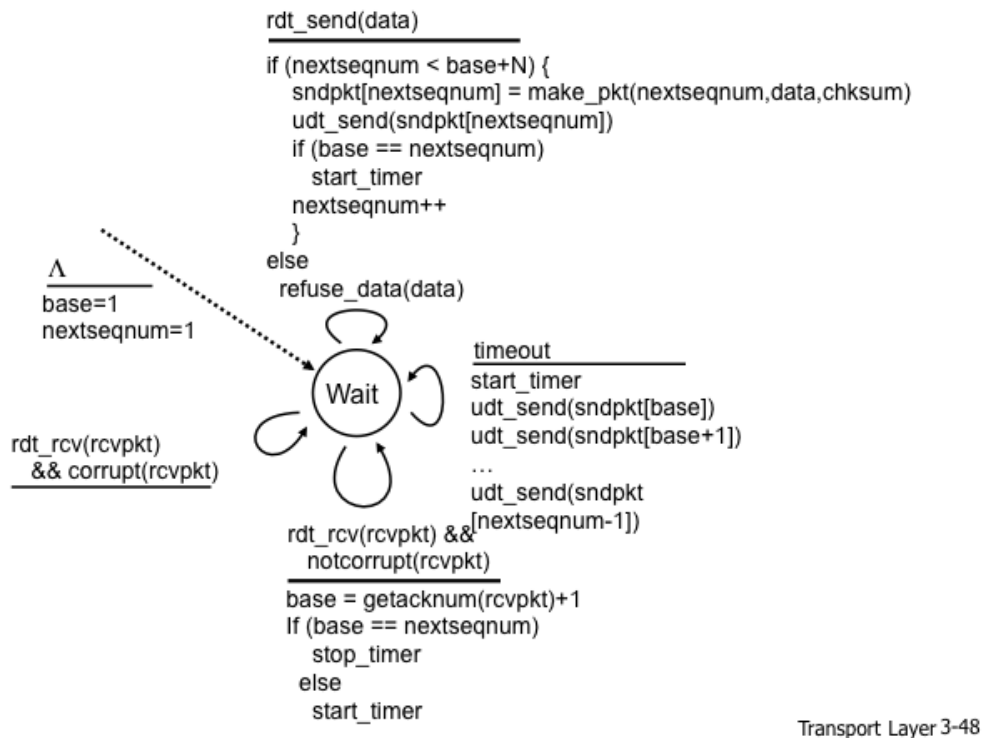 rdt_send(data)
if (nextseqnum < base+N) {
sndpkt[nextseqnum] = make_pkt(nextseqnum,data,chksum)
udt_send(sndpkt[nextseqnum])
if (base == nextseqnum)
start_timer
nextseqnum++
}
else
refuse_data(data)
Λ
base=1
nextseqnum=1
Wait
timeout
start_timer
udt_send(sndpkt[base])
udt_send(sndpkt[base+1])
…
udt_send(sndpkt
[nextseqnum-1])
rdt_rcv(rcvpkt)
&& corrupt(rcvpkt)
rdt_rcv(rcvpkt) &&
notcorrupt(rcvpkt)
base = getacknum(rcvpkt)+1
If (base == nextseqnum)
stop_timer
else
start_timer
Transport Layer 3-48